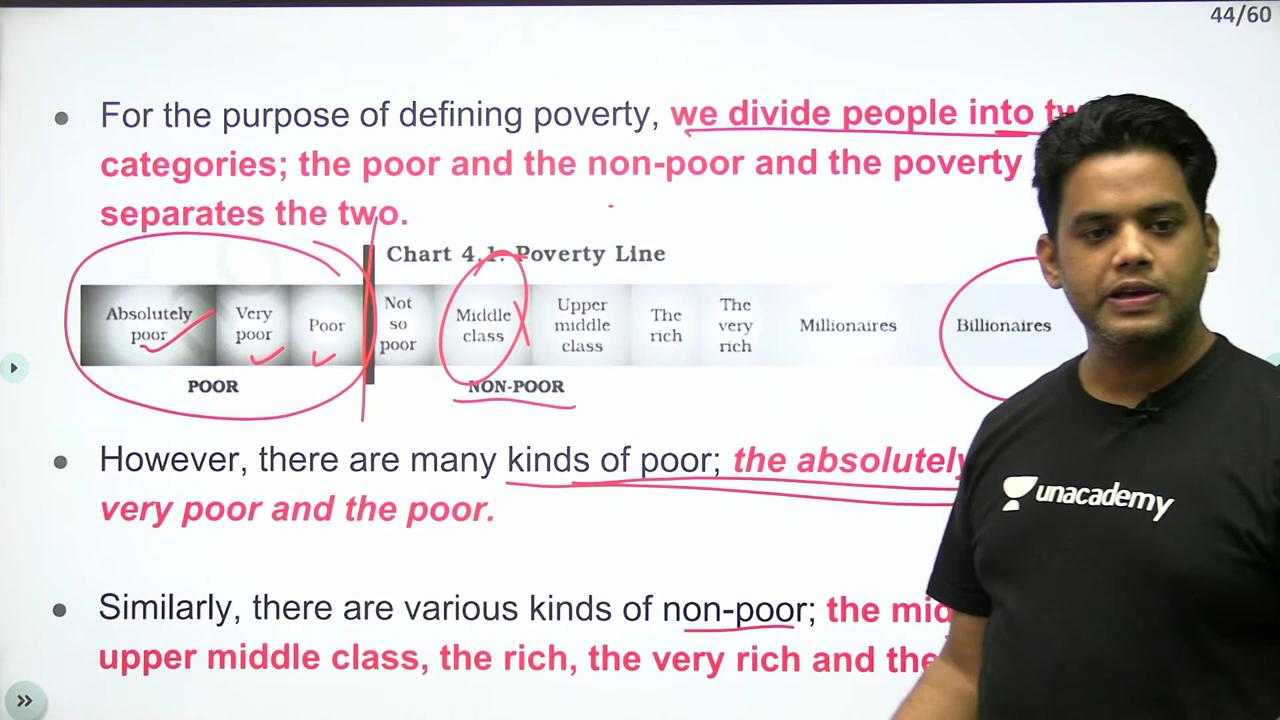 44/60
For the purpose of defining poverty, we divide people into
categories; the poor and the non-poor and the poverty
separates the two.
Chart 4.1: Poverty Line
Absolutely poor
Very poor
Poor
Not so poor
Middle class
Upper middle class
The rich
The very rich
Millionaires
Billionaires
POOR
NON-POOR
However, there are many kinds of poor; the absolutely
very poor and the poor.
Similarly, there are various kinds of non-poor; the
upper middle class, the rich, the very rich and the
unacademy